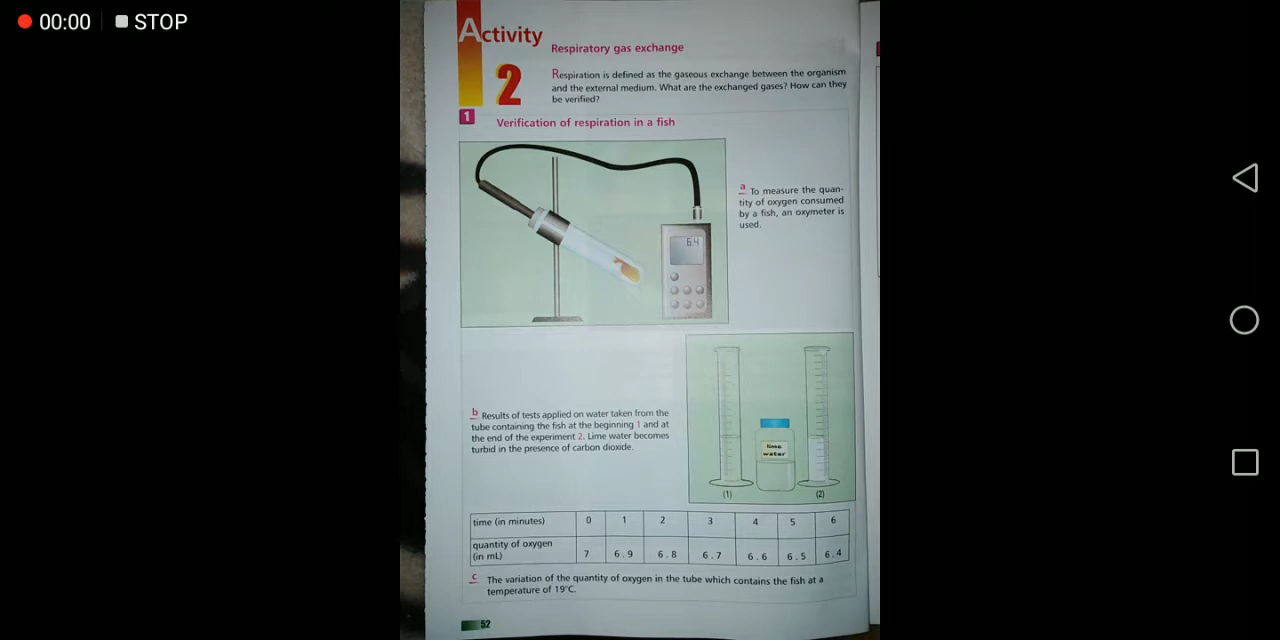 00:00 STOP
Activity
2
Respiratory gas exchange
Respiration is defined as the gaseous exchange between the organism
and the external medium. What are the exchanged gases? How can they
be verified?
1 Verification of respiration in a fish
6.4
a To measure the quan-
tity of oxygen consumed
by a fish, an oxymeter is
used.
b Results of tests applied on water taken from the
tube containing the fish at the beginning 1 and at
the end of the experiment 2. Lime water becomes
turbid in the presence of carbon dioxide.
lime
water
(1) (2)
time (in minutes) 0 1 2 3 4 5 6
quantity of oxygen
(in mL) 7 6.9 6.8 6.7 6.6 6.5 6.4
c The variation of the quantity of oxygen in the tube which contains the fish at a
temperature of 19°C.
52